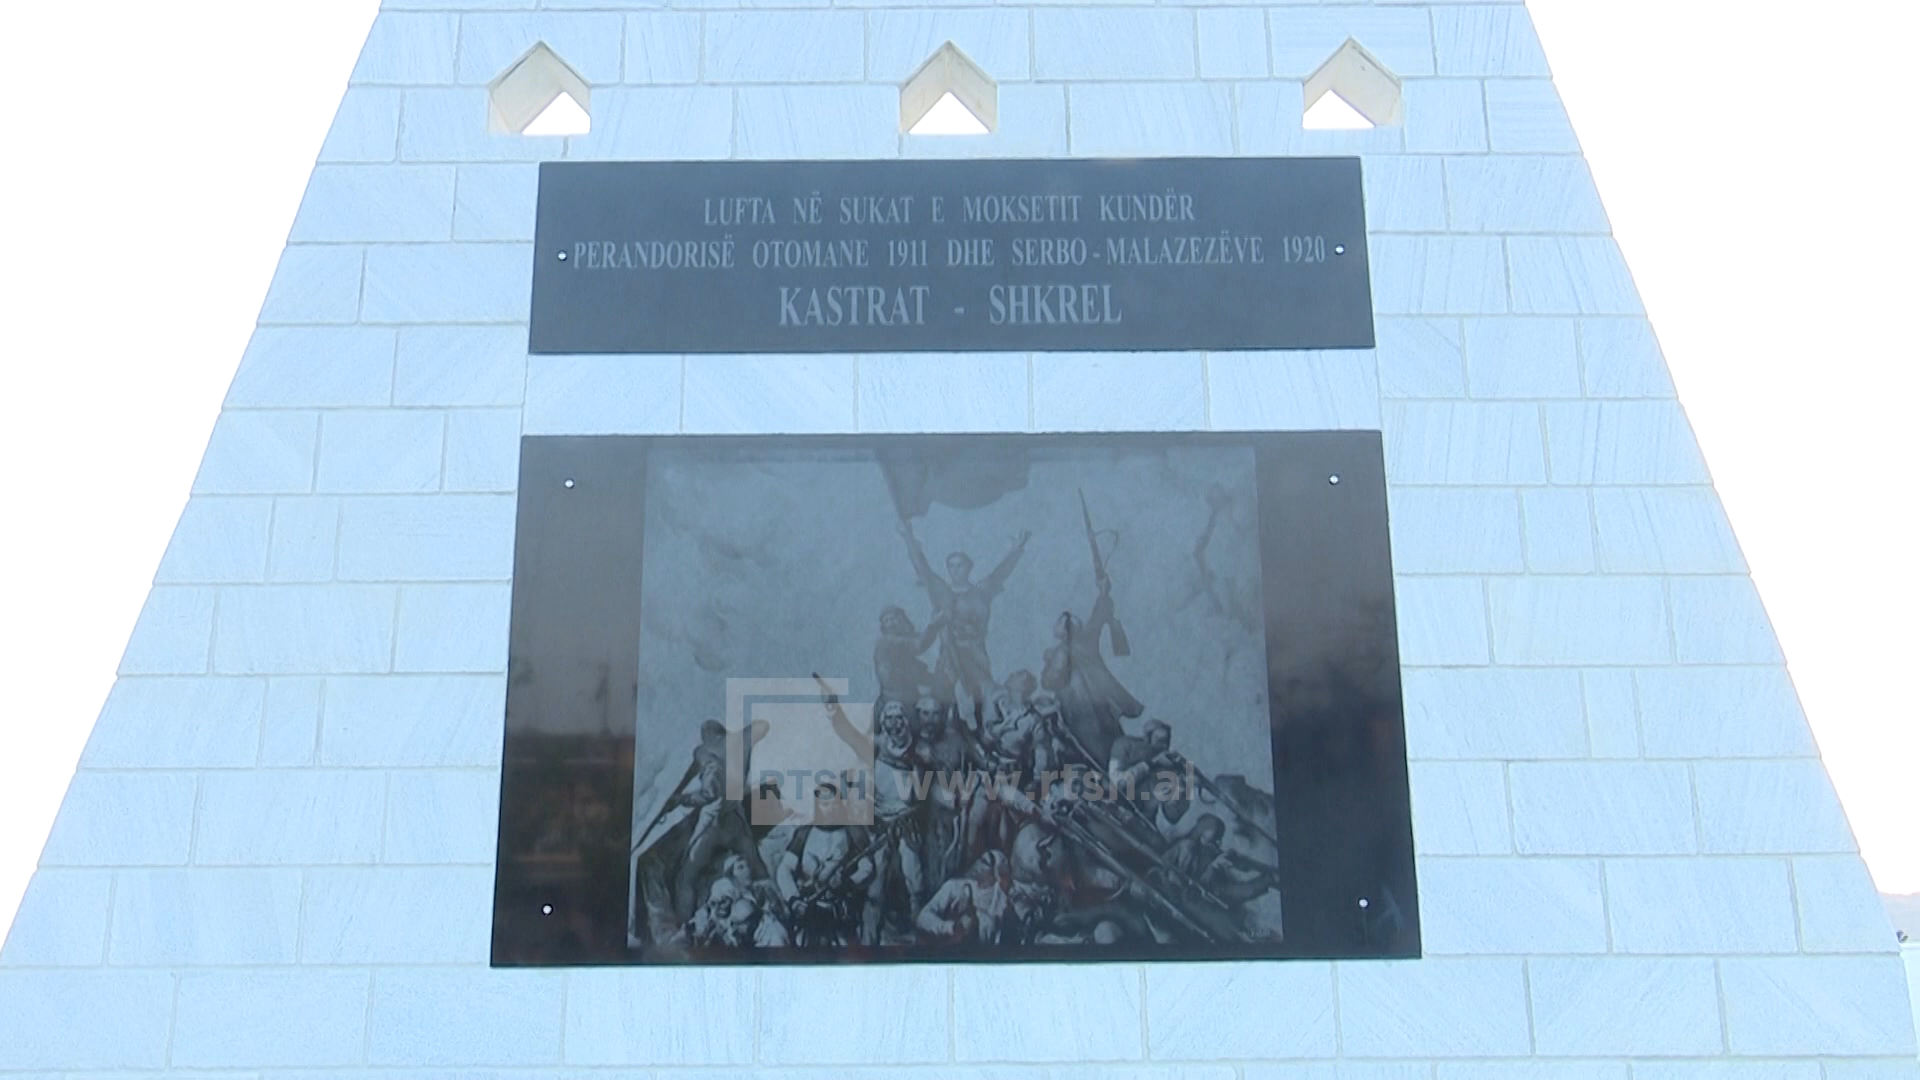 LUFTA NË SUKAT E MOKSETIT KUNDËR
PERANDORISË OTOMANE 1911 DHE SERBO - MALAZEZËVE 1920
KASTRAT - SHKREL
RTSH www.rtsh.al